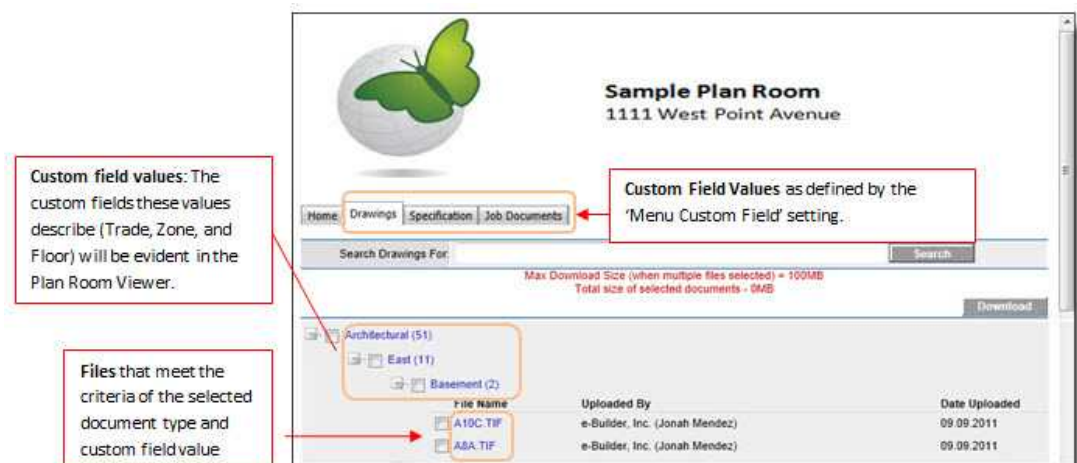 Sample Plan Room
1111 West Point Avenue
Custom field values: The
custom fields these values
describe (Trade, Zone, and
Floor) will be evident in the
Plan Room Viewer.
Custom Field Values as defined by the
‘Menu Custom Field’ setting.
Home Drawings Specification Job Documents
Search Drawings For: Search
Max Download Size (when multiple files selected) = 100MB
Total size of selected documents - 0MB
Download
Architectural (51)
East (11)
Basement (2)
Files that meet the
criteria of the selected
document type and
custom field value
File Name Uploaded By Date Uploaded
A10C.TIF e-Builder, Inc. (Jonah Mendez) 09.09.2011
A8A.TIF e-Builder, Inc. (Jonah Mendez) 09.09.2011